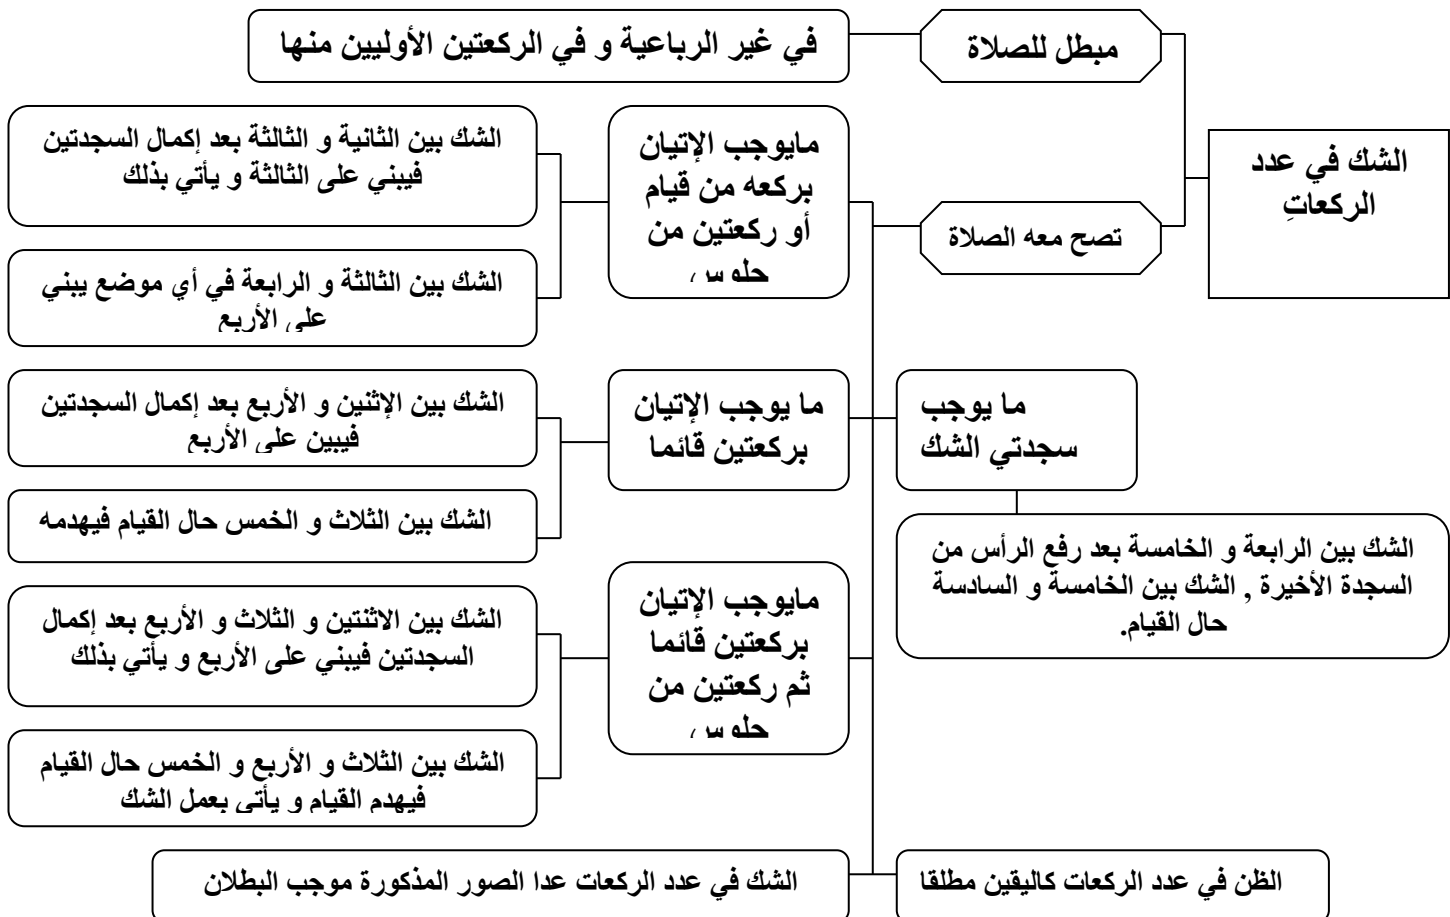 الشك في عدد
الركعاتِ
مبطل للصلاة
في غير الرباعية و في الركعتين الأوليين منها
تصح معه الصلاة
مايوجب الإتيان
بركعه من قيام
أو ركعتين من
جلوس
الشك بين الثانية و الثالثة بعد إكمال السجدتين
فيبني على الثالثة و يأتي بذلك
الشك بين الثالثة و الرابعة في أي موضع يبني
على الأربع
ما يوجب
سجدتي الشك
الشك بين الرابعة و الخامسة بعد رفع الرأس من
السجدة الأخيرة , الشك بين الخامسة و السادسة
حال القيام.
ما يوجب الإتيان
بركعتين قائما
الشك بين الإثنين و الأربع بعد إكمال السجدتين
فيبين على الأربع
الشك بين الثلاث و الخمس حال القيام فيهدمه
مايوجب الإتيان
بركعتين قائما
ثم ركعتين من
جلوس
الشك بين الاثنتين و الثلاث و الأربع بعد إكمال
السجدتين فيبني على الأربع و يأتي بذلك
الشك بين الثلاث و الأربع و الخمس حال القيام
فيهدم القيام و يأتي بعمل الشك
الظن في عدد الركعات كاليقين مطلقا
الشك في عدد الركعات عدا الصور المذكورة موجب البطلان